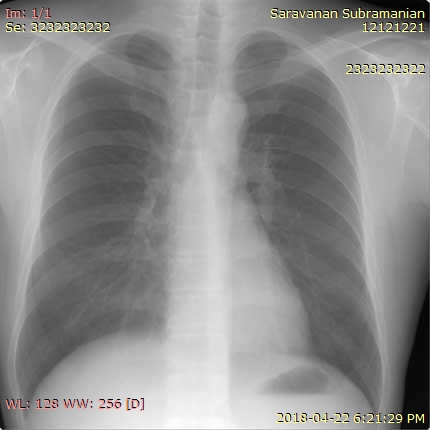 Im: 1/1
Se: 3232323232
Saravanan Subramanian
12121221
2323232322
WL: 128 WW: 256 [D]
2018-04-22 6:21:29 PM